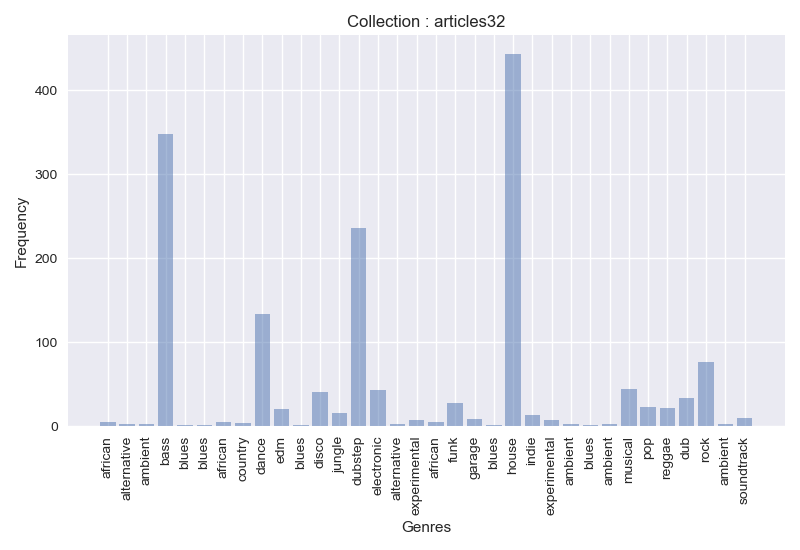 Collection : articles32
Frequency
400
300
200
100
0
african
alternative
ambient
bass
blues
blues
african
country
dance
edm
blues
disco
jungle
dubstep
electronic
alternative
experimental
african
funk
garage
blues
house
indie
experimental
ambient
blues
ambient
musical
pop
reggae
dub
rock
ambient
soundtrack
Genres